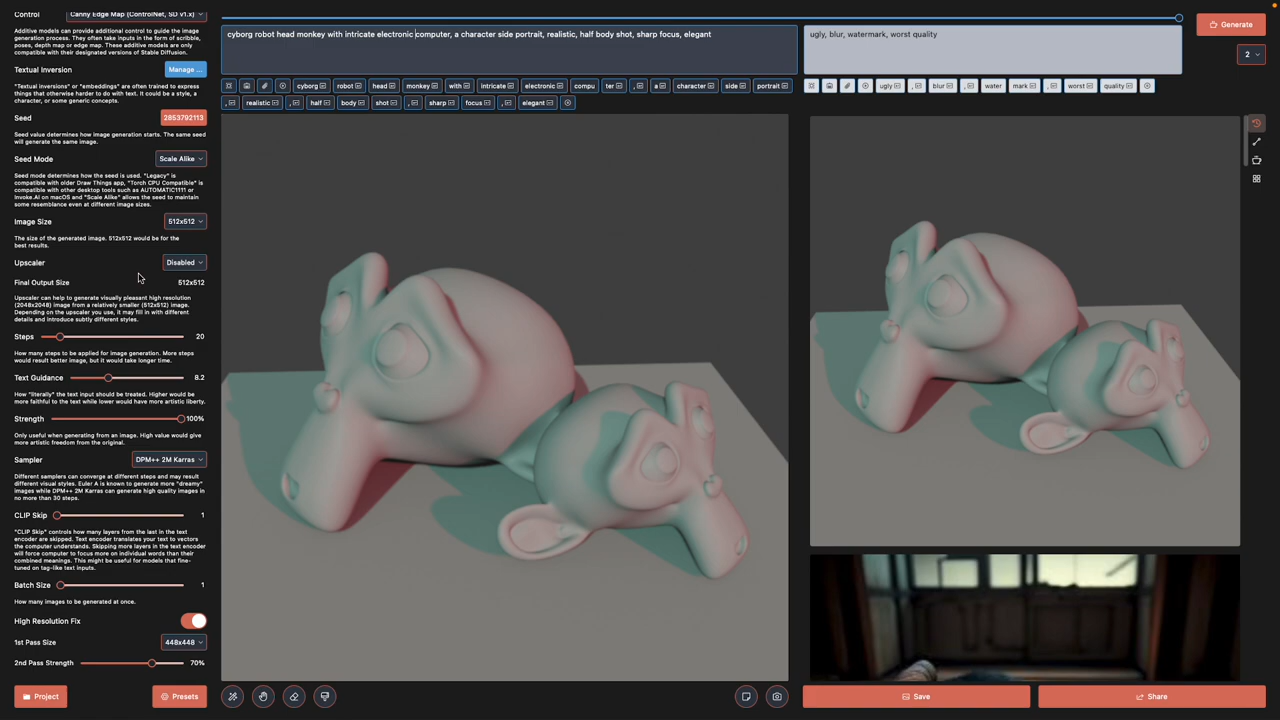 Control
Canny Edge Map (ControlNet, SD v1.x)
Additive models can provide additional control to guide the
image generation process. They often take inputs in the form of
scribble, poses, depth map or edge map. These additive models are only
compatible with their designated versions of Stable Diffusion.
Textual Inversion
Manage ...
"Textual inversions" or "embeddings" are often trained to express
things that otherwise harder to do with text. It could be a style, a
character, or some generic concepts.
Seed
2853792113
Seed value determines how image generation starts. The same seed
will generate the same image.
Seed Mode
Scale Alike
Seed mode determines how the seed is used. "Legacy" is
compatible with older Draw Things app, "Torch CPU Compatible" is
compatible with other desktop tools such as AUTOMATIC1111 or
Invoke.AI on macOS and "Scale Alike" allows the seed to maintain
some resemblance even at different image sizes.
Image Size
512x512
The size of the generated image. 512x512 would be for the
best results.
Upscaler
Disabled
Final Output Size
512x512
Upscaler can help to generate visually pleasant high resolution
(2048x2048) image from a relatively smaller (512x512) image.
Depending on the upscaler you use, it may fill in with different
details and introduce subtly different styles.
Steps
20
How many steps to be applied for image generation. More steps
would result better image, but it would take longer time.
Text Guidance
8.2
How "literally" the text input should be treated. Higher would be
more faithful to the text while lower would have more artistic liberty.
Strength
100%
Only useful when generating from an image. High value would give
more artistic freedom from the original.
Sampler
DPM++ 2M Karras
Different samplers can converge at different steps and may result
different visual styles. Euler A is known to generate more "dreamy"
images while DPM++ 2M Karras can generate high quality images in
no more than 30 steps.
CLIP Skip
1
"CLIP Skip" controls how many layers from the last in the text
encoder are skipped. Text encoder translates your text to vectors
the computer understands. Skipping more layers in the text encoder
will force computer to focus more on individual words than their
combined meanings. This might be useful for models that fine-
tuned on tag-like text inputs.
Batch Size
1
How many images to be generated at once.
High Resolution Fix
1st Pass Size
448x448
2nd Pass Strength
70%
Project
Presets
cyborg robot head monkey with intricate electronic computer, a character side portrait, realistic, half body shot, sharp focus, elegant
cyborg robot head monkey with intricate electronic compu ter , a character side portrait
, realistic , half body shot , sharp focus , elegant
ugly, blur, watermark, worst quality
ugly , blur , water mark , worst quality
Generate
2
Save
Share